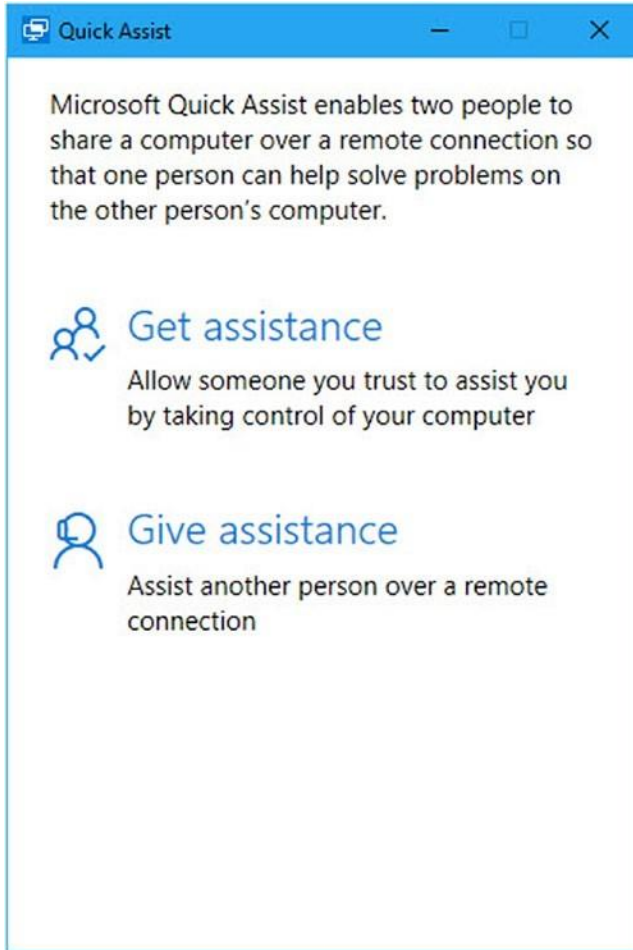 Quick Assist
Microsoft Quick Assist enables two people to
share a computer over a remote connection so
that one person can help solve problems on
the other person's computer.
Get assistance
Allow someone you trust to assist you
by taking control of your computer
Give assistance
Assist another person over a remote
connection